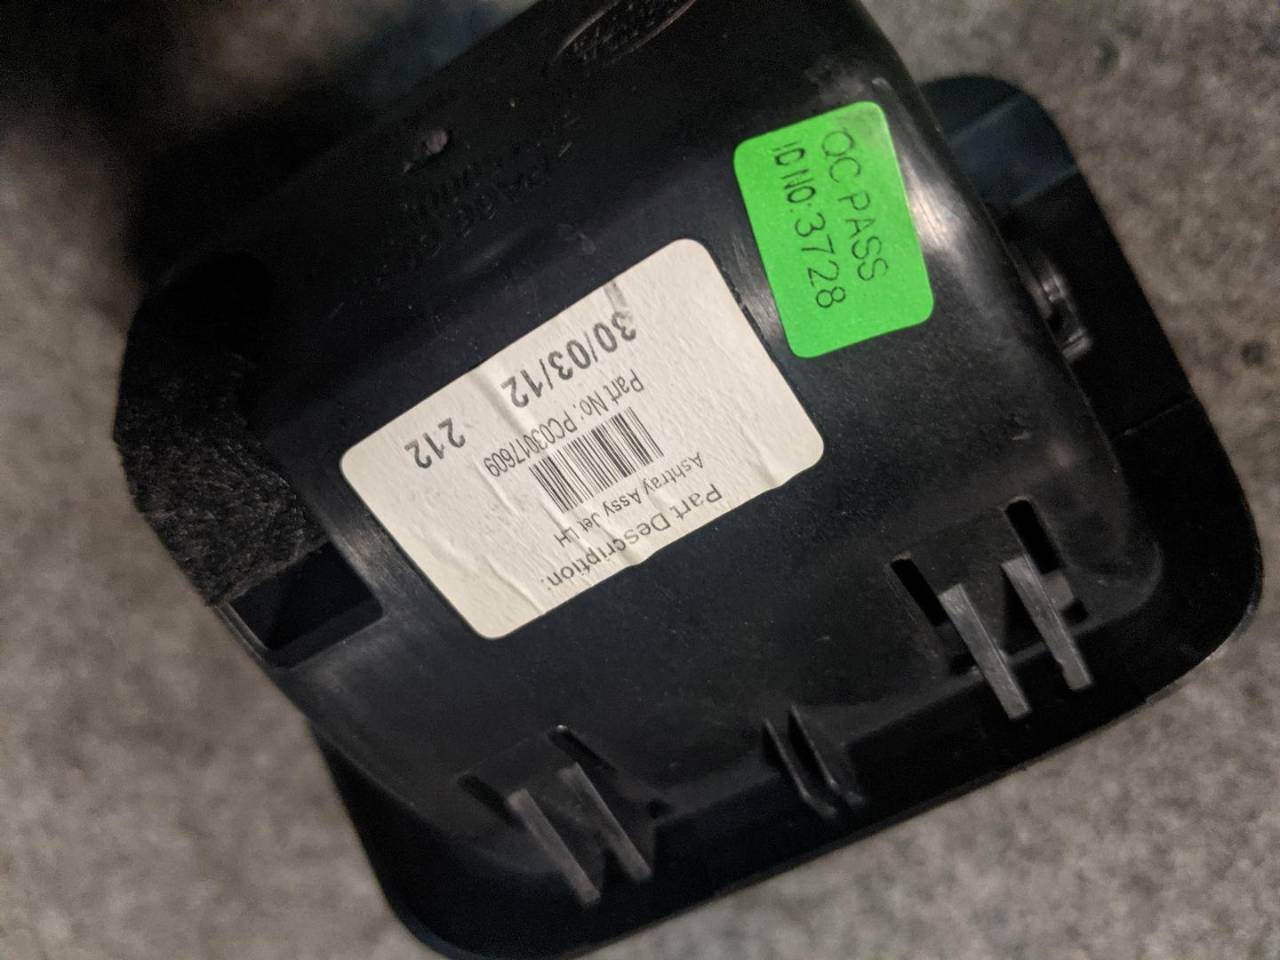 QC PASS
ID NO:3728
Part Description:
Ashtray Assy Jet LH
Part No: PC03017609
30/03/12
212